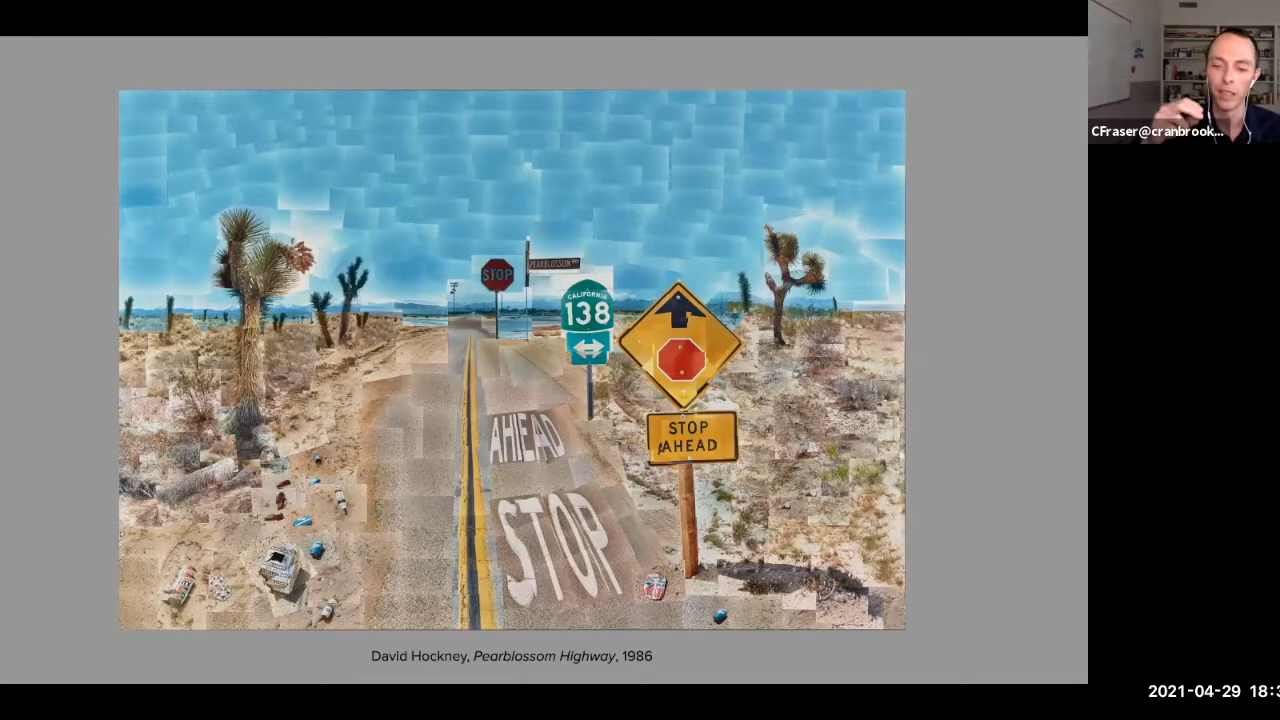 CFraser@cranbrook...
STOP
PEARBLOSSOM
CALIFORNIA
138
STOP
AHEAD
AHEAD
STOP
David Hockney, Pearblossom Highway, 1986
2021-04-29 18:3